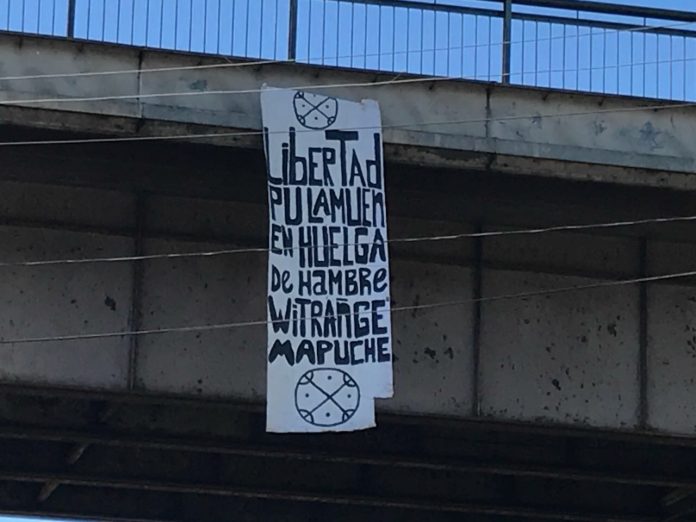 LibERTAd
PU LAMUEn
EN HUELGA
De HAMBRe
WiTRAÑGE
MAPUCHE